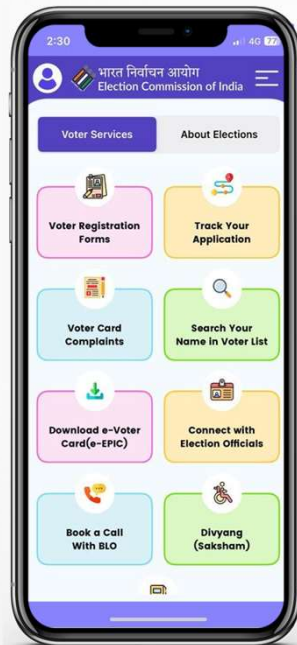 2:30
4G 77
भारत निर्वाचन आयोग
Election Commission of India
Voter Services
About Elections
Voter Registration
Forms
Track Your
Application
Voter Card
Complaints
Search Your
Name in Voter List
Download e-Voter
Card(e-EPIC)
Connect with
Election Officials
Book a Call
With BLO
Divyang
(Saksham)